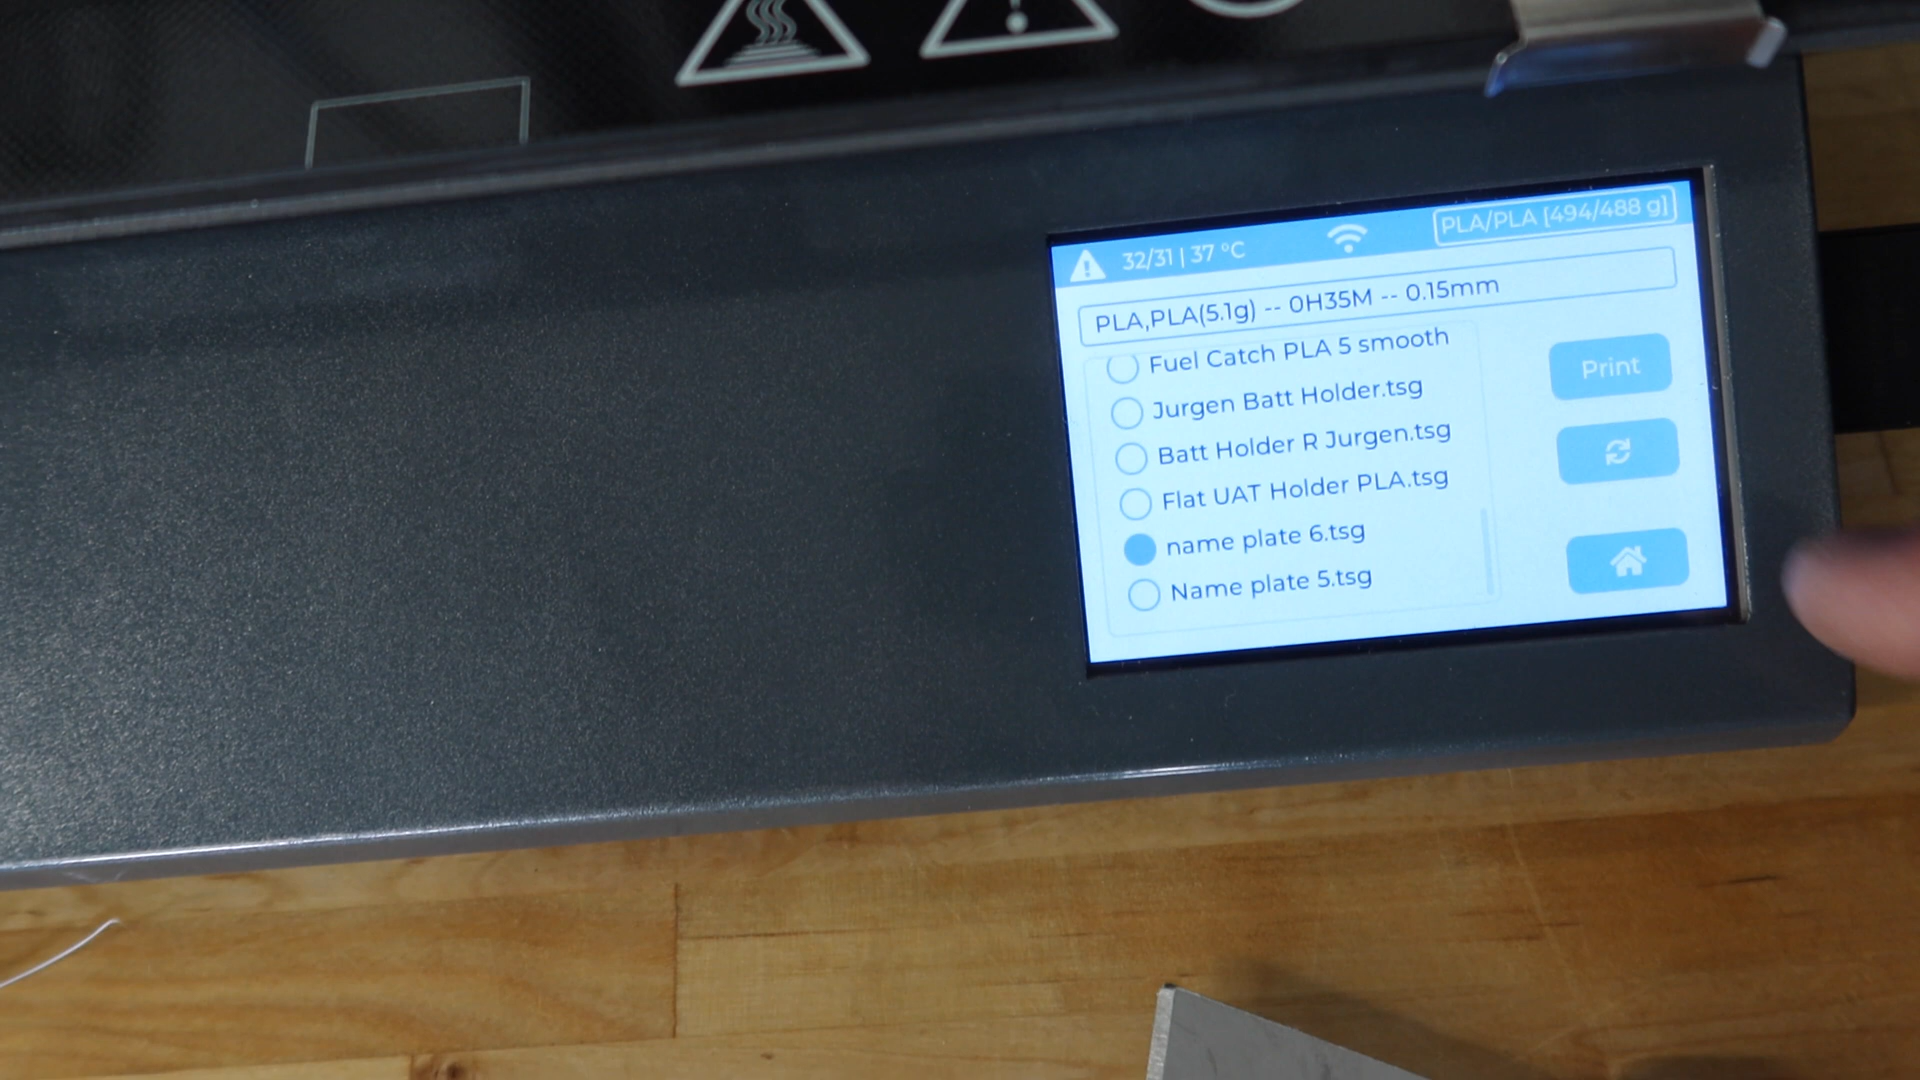 32/31 | 37 °C
PLA/PLA [494/488 g]
PLA,PLA(5.1g) -- 0H35M -- 0.15mm
Fuel Catch PLA 5 smooth
Jurgen Batt Holder.tsg
Batt Holder R Jurgen.tsg
Flat UAT Holder PLA.tsg
name plate 6.tsg
Name plate 5.tsg
Print